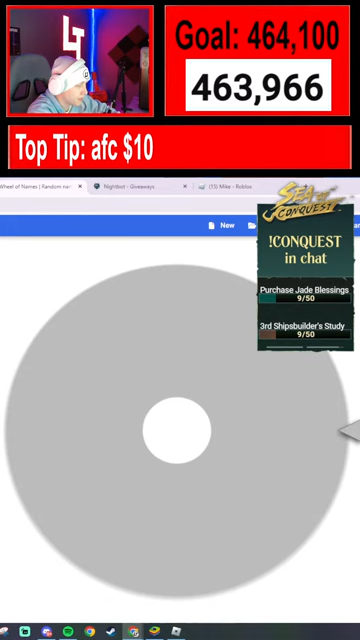 LT
Goal: 464,100
463,966
Top Tip: afc $10
Wheel of Names | Random na
Nightbot - Giveaways
(15) Mike - Roblox
New
SEA OF
CONQUEST
!CONQUEST
in chat
Purchase Jade Blessings
9/50
3rd Shipsbuilder's Study
9/50